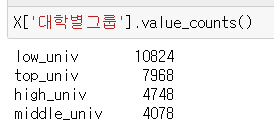 X['대학별그룹'].value_counts()
low_univ 10824
top_univ 7968
high_univ 4748
middle_univ 4078